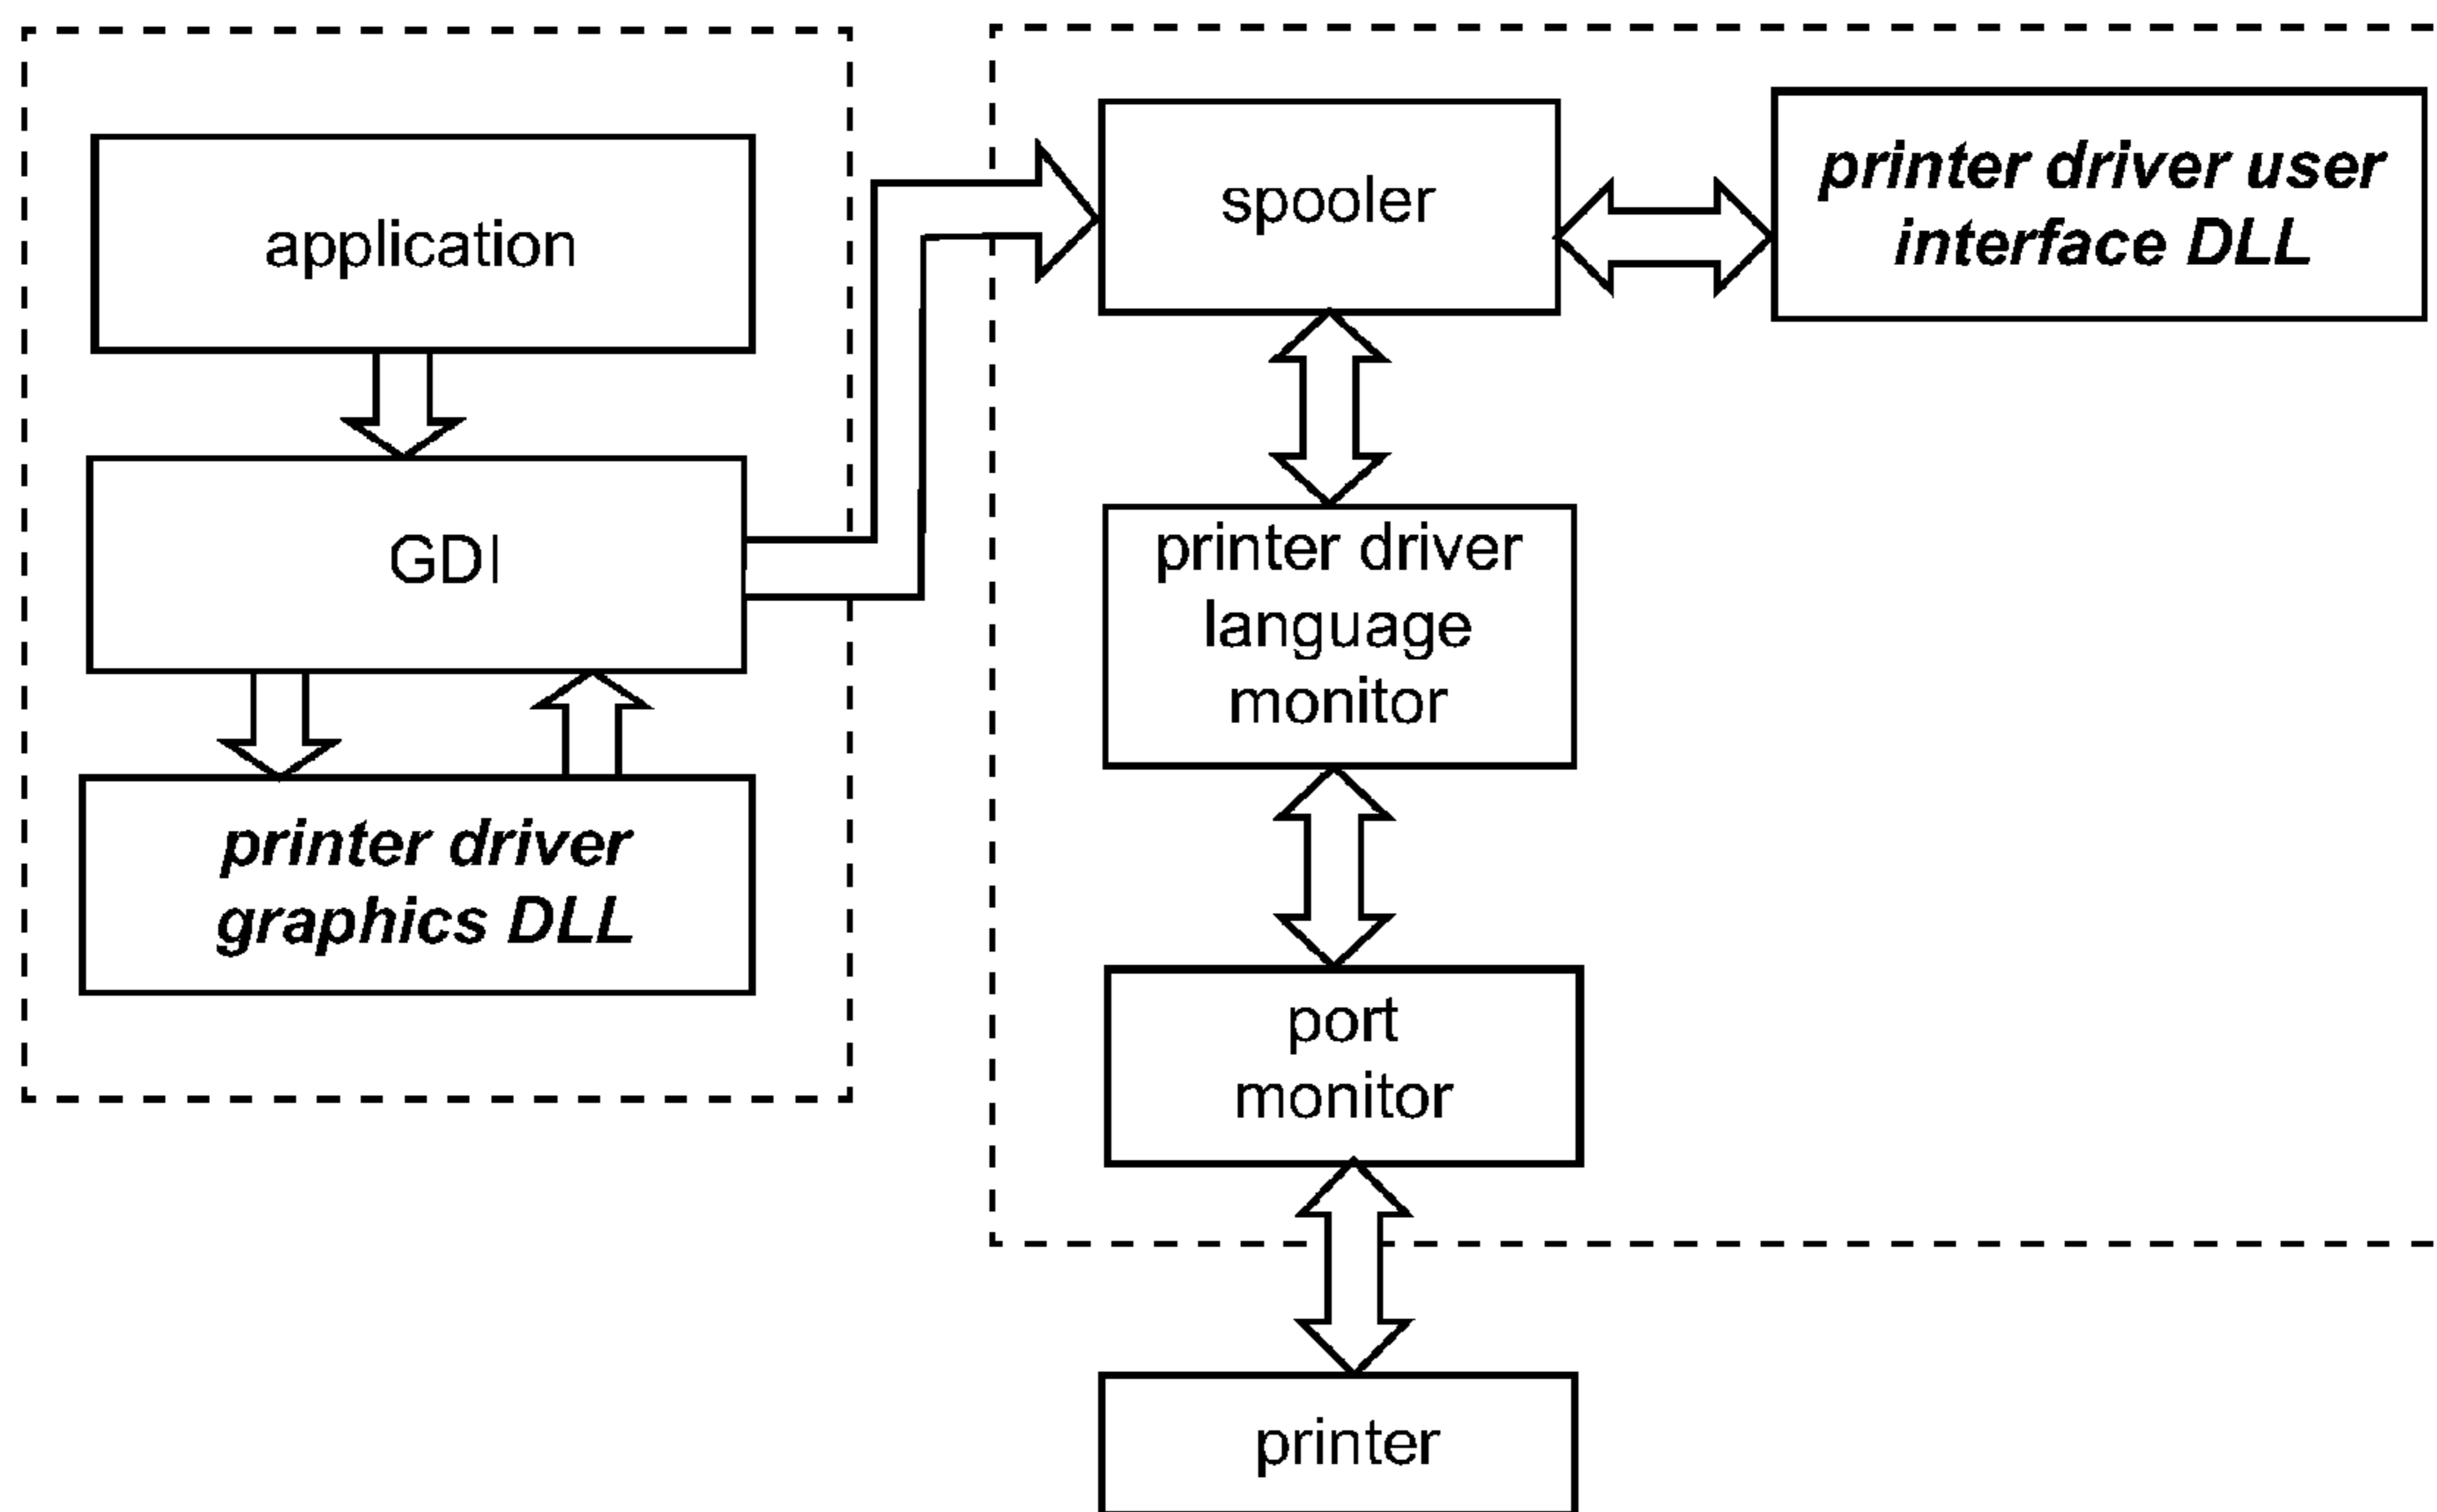 application
GDI
printer driver
graphics DLL
spooler
printer driver user
interface DLL
printer driver
language
monitor
port
monitor
printer